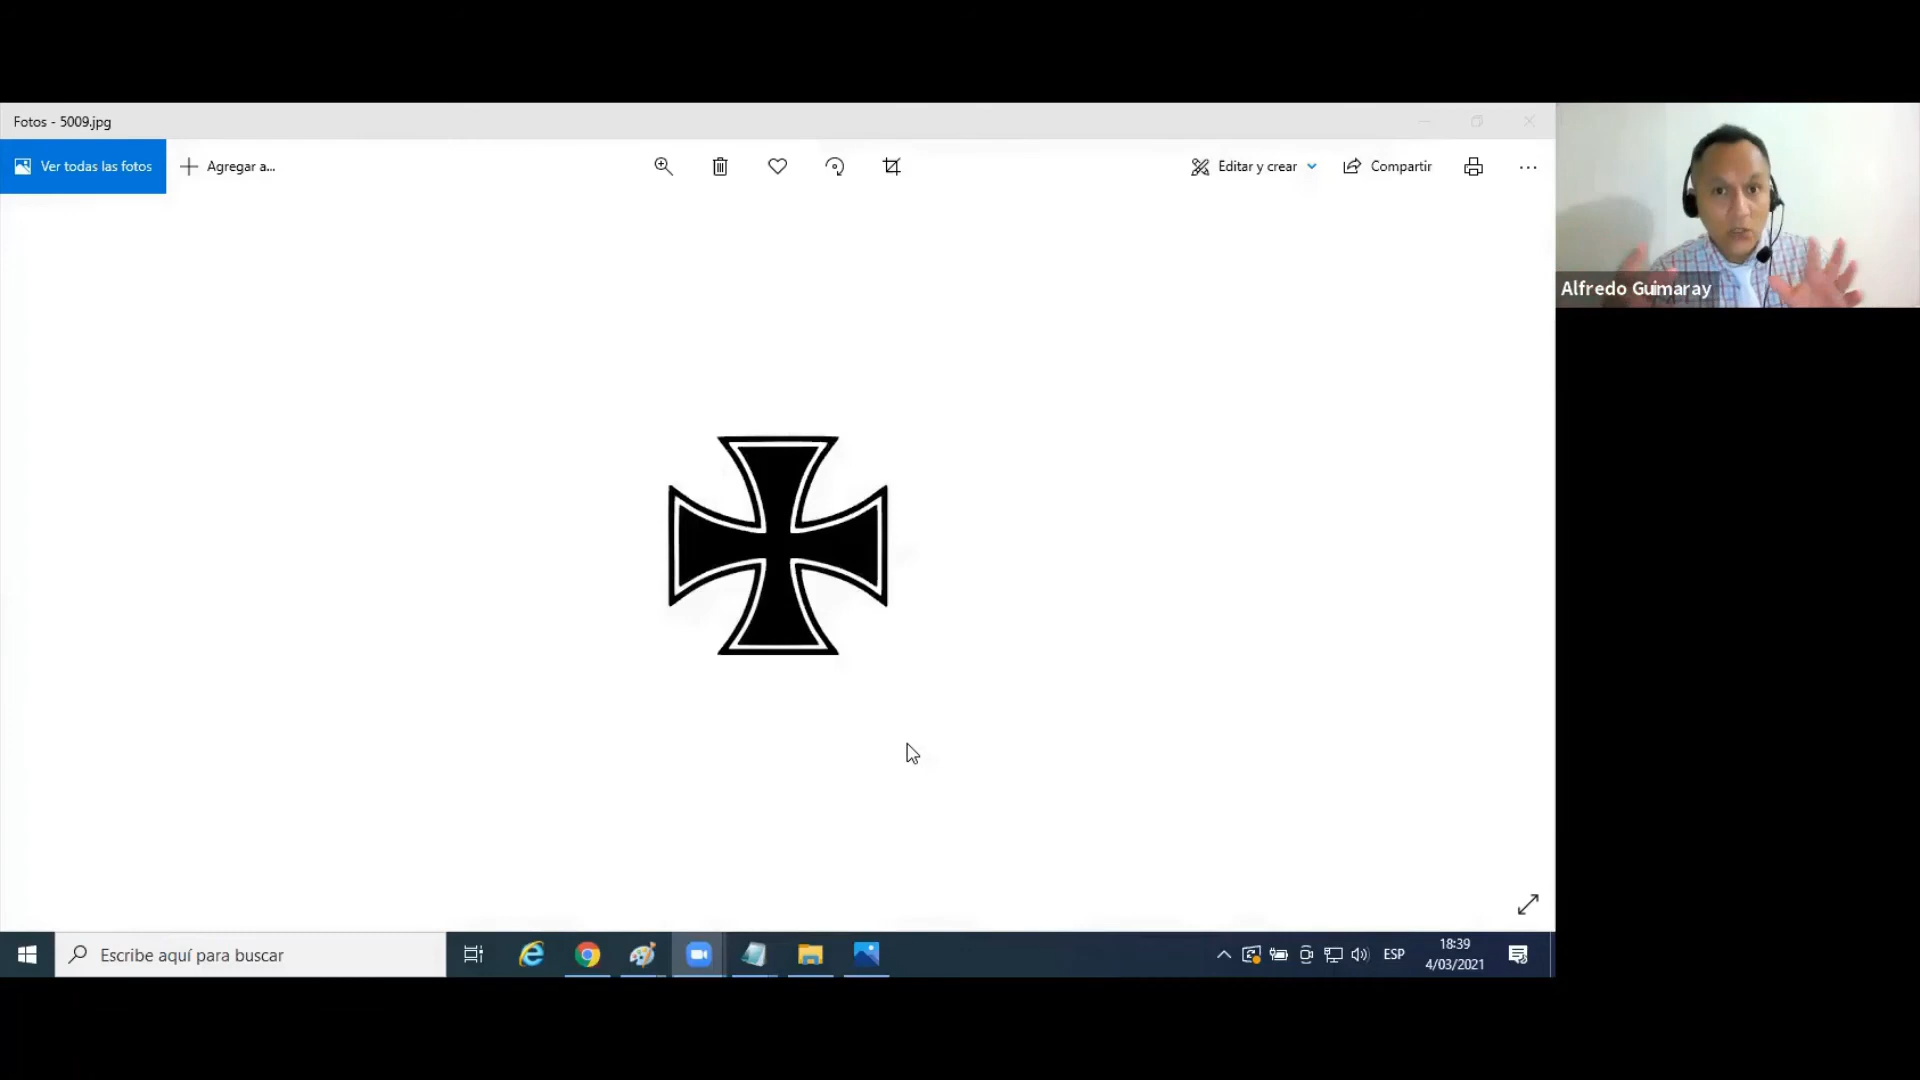 Fotos - 5009.jpg
Ver todas las fotos
Agregar a...
Editar y crear
Compartir
Alfredo Guimaray
Escribe aquí para buscar
ESP
18:39
4/03/2021